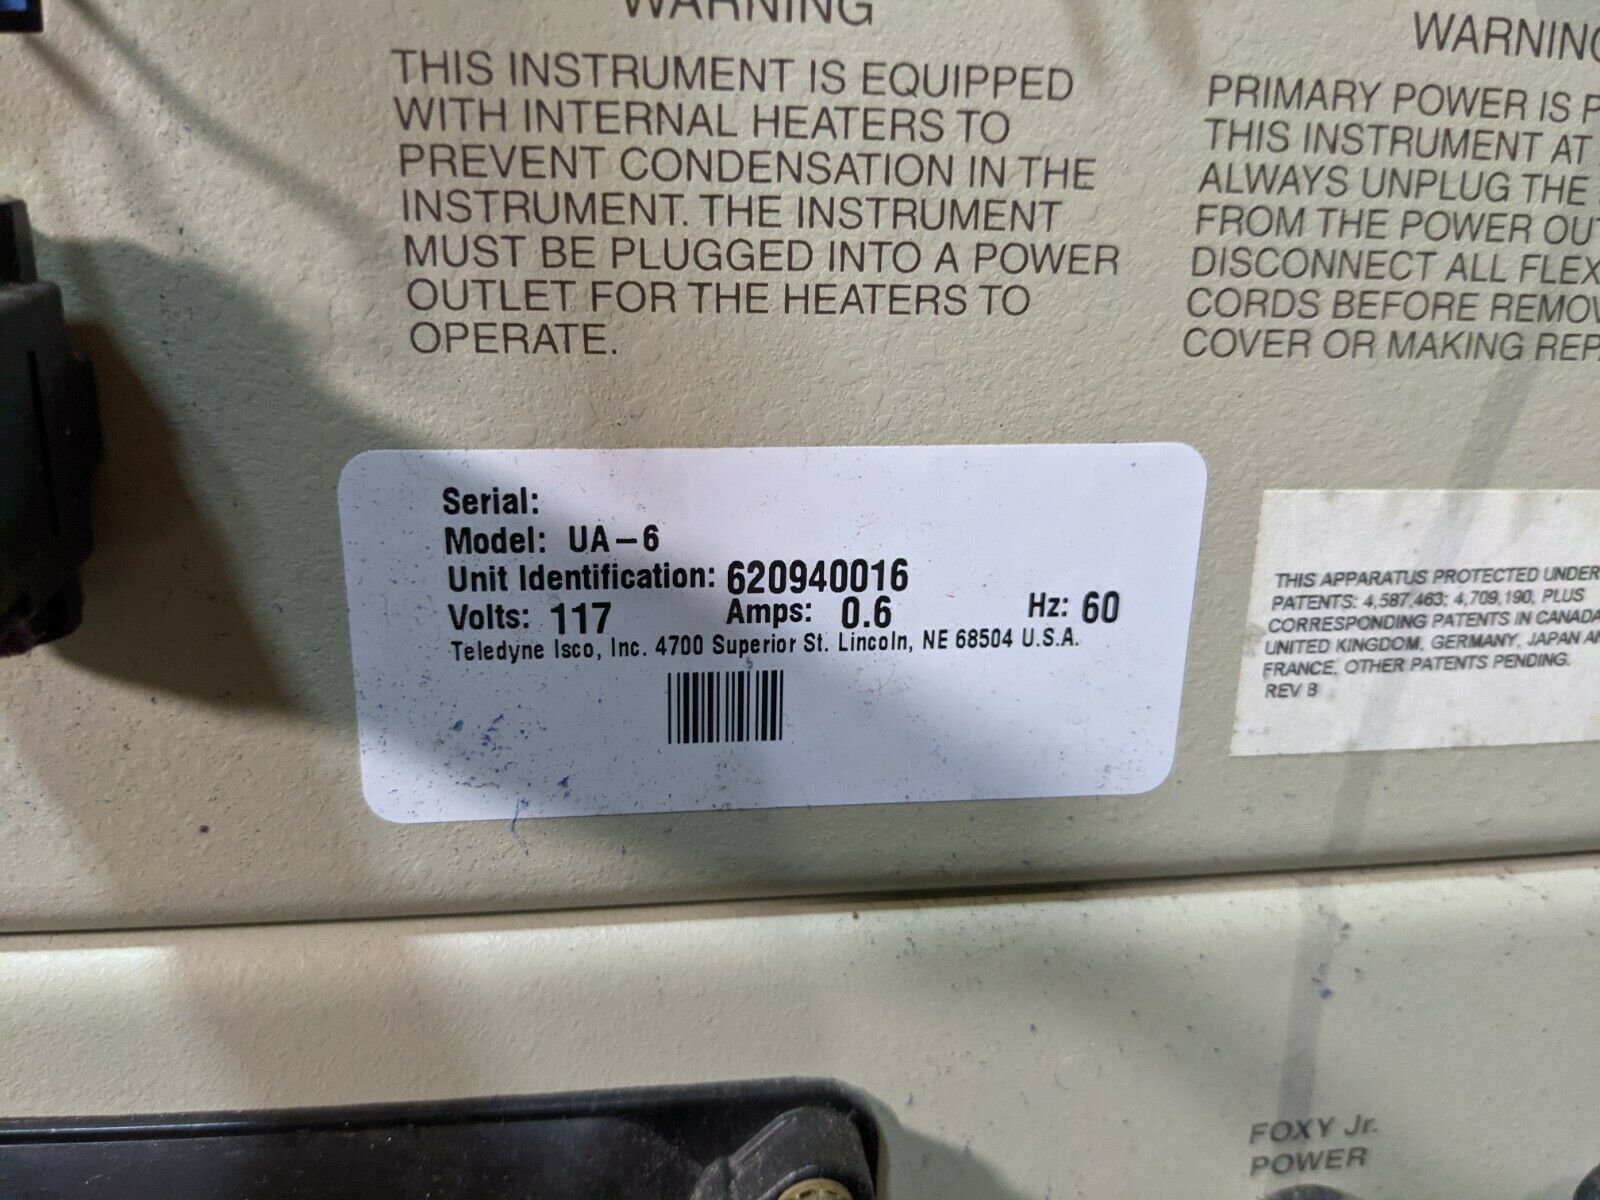 WARNING
THIS INSTRUMENT IS EQUIPPED
WITH INTERNAL HEATERS TO
PREVENT CONDENSATION IN THE
INSTRUMENT. THE INSTRUMENT
MUST BE PLUGGED INTO A POWER
OUTLET FOR THE HEATERS TO
OPERATE.
WARNING
PRIMARY POWER IS P
THIS INSTRUMENT AT
ALWAYS UNPLUG THE
FROM THE POWER OUT
DISCONNECT ALL FLEX
CORDS BEFORE REMOV
COVER OR MAKING REP
Serial:
Model: UA-6
Unit Identification: 620940016
Volts: 117 Amps: 0.6 Hz: 60
Teledyne Isco, Inc. 4700 Superior St. Lincoln, NE 68504 U.S.A.
THIS APPARATUS PROTECTED UNDER
PATENTS: 4,587,463; 4,709,190, PLUS
CORRESPONDING PATENTS IN CANADA
UNITED KINGDOM, GERMANY, JAPAN AN
FRANCE. OTHER PATENTS PENDING.
REV B
FOXY Jr.
POWER